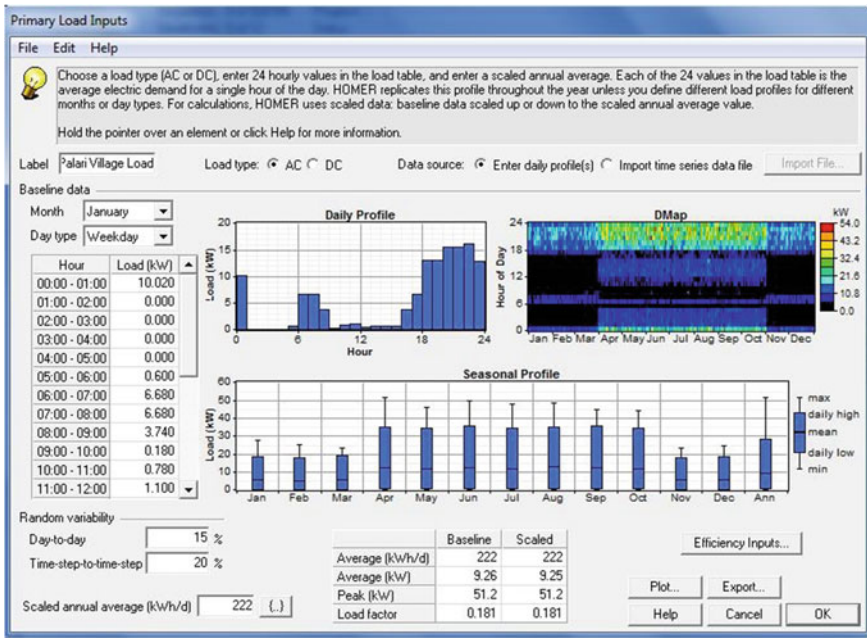 Primary Load Inputs
File Edit Help
Choose a load type (AC or DC), enter 24 hourly values in the load table, and enter a scaled annual average. Each of the 24 values in the load table is the
average electric demand for a single hour of the day. HOMER replicates this profile throughout the year unless you define different load profiles for different
months or day types. For calculations, HOMER uses scaled data: baseline data scaled up or down to the scaled annual average value.
Hold the pointer over an element or click Help for more information.
Label Palari Village Load Load type: AC DC Data source: Enter daily profile(s) Import time series data file Import File...
Baseline data
Month January
Day type Weekday
Hour Load (kW)
00:00 - 01:00 10.020
01:00 - 02:00 0.000
02:00 - 03:00 0.000
03:00 - 04:00 0.000
04:00 - 05:00 0.000
05:00 - 06:00 0.600
06:00 - 07:00 6.680
07:00 - 08:00 6.680
08:00 - 09:00 3.740
09:00 - 10:00 0.180
10:00 - 11:00 0.780
11:00 - 12:00 1.100
Daily Profile
Load (kW)
20
15
10
5
0
0 6 12 18 24
Hour
DMap
Hour of Day
24
18
12
6
0
Jan Feb Mar Apr May Jun Jul Aug Sep Oct Nov Dec
kW
54.0
43.2
32.4
21.6
10.8
0.0
Seasonal Profile
Load (kW)
60
50
40
30
20
10
0
Jan Feb Mar Apr May Jun Jul Aug Sep Oct Nov Dec Ann
max
daily high
mean
daily low
min
Random variability
Day-to-day 15 %
Time-step-to-time-step 20 %
Scaled annual average (kWh/d) 222 {..}
Baseline Scaled
Average (kWh/d) 222 222
Average (kW) 9.26 9.25
Peak (kW) 51.2 51.2
Load factor 0.181 0.181
Efficiency Inputs...
Plot... Export...
Help Cancel OK